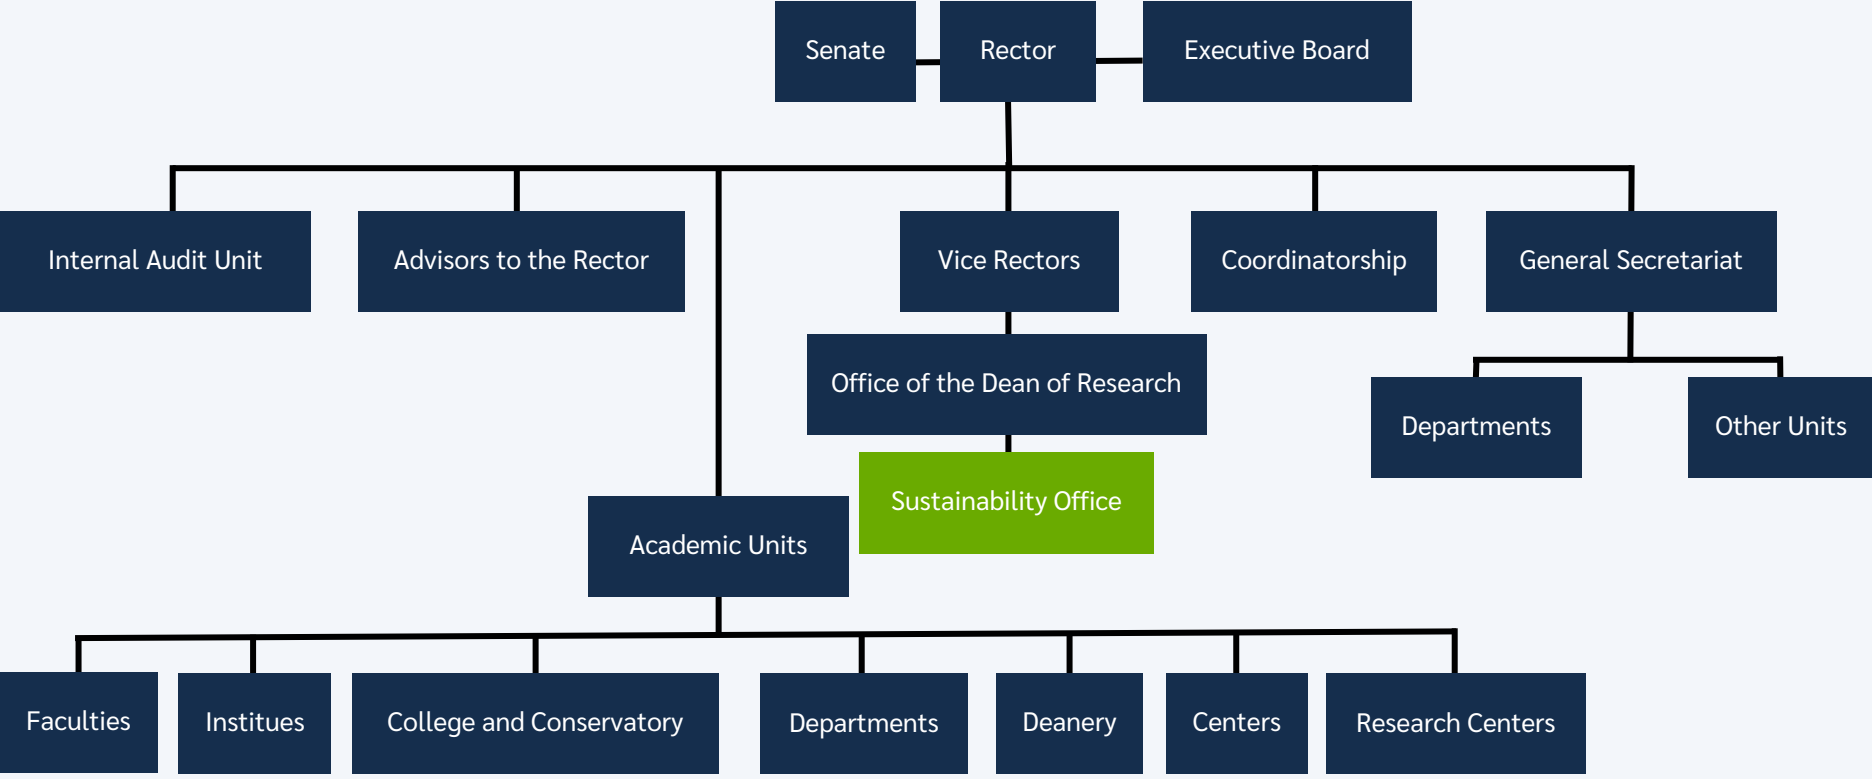 Senate
Rector
Executive Board
Internal Audit Unit
Advisors to the Rector
Vice Rectors
Coordinatorship
General Secretariat
Office of the Dean of Research
Departments
Other Units
Sustainability Office
Academic Units
Faculties
Institues
College and Conservatory
Departments
Deanery
Centers
Research Centers